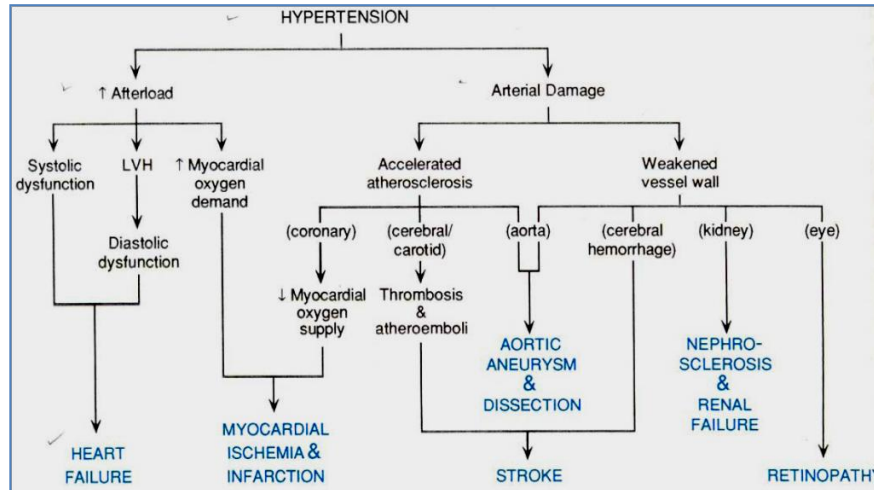 HYPERTENSION
↑ Afterload
Arterial Damage
Systolic
dysfunction
LVH
↑ Myocardial
oxygen
demand
Accelerated
atherosclerosis
Weakened
vessel wall
Diastolic
dysfunction
(coronary)
(cerebral/
carotid)
(aorta)
(cerebral
hemorrhage)
(kidney)
(eye)
↓ Myocardial
oxygen
supply
Thrombosis
&
atheroemboli
AORTIC
ANEURYSM
&
DISSECTION
NEPHRO-
SCLEROSIS
&
RENAL
FAILURE
HEART
FAILURE
MYOCARDIAL
ISCHEMIA &
INFARCTION
STROKE
RETINOPATHY